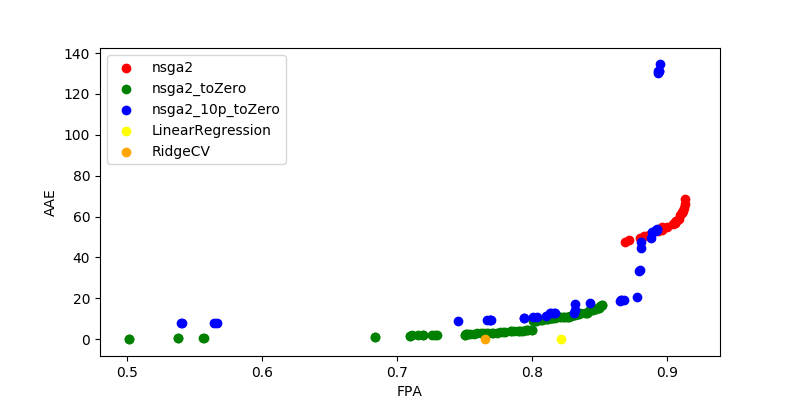 140
120
100
80
60
40
20
0
AAE
nsga2
nsga2_toZero
nsga2_10p_toZero
LinearRegression
RidgeCV
0.5 0.6 0.7 0.8 0.9
FPA